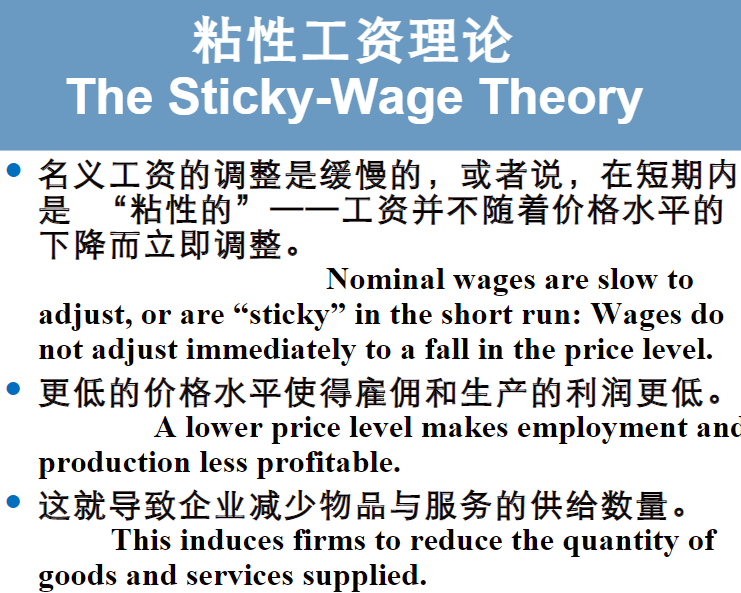 粘性工资理论
The Sticky-Wage Theory
名义工资的调整是缓慢的，或者说，在短期内
是 “粘性的”——工资并不随着价格水平的
下降而立即调整。
Nominal wages are slow to
adjust, or are “sticky” in the short run: Wages do
not adjust immediately to a fall in the price level.
更低的价格水平使得雇佣和生产的利润更低。
A lower price level makes employment and
production less profitable.
这就导致企业减少物品与服务的供给数量。
This induces firms to reduce the quantity of
goods and services supplied.